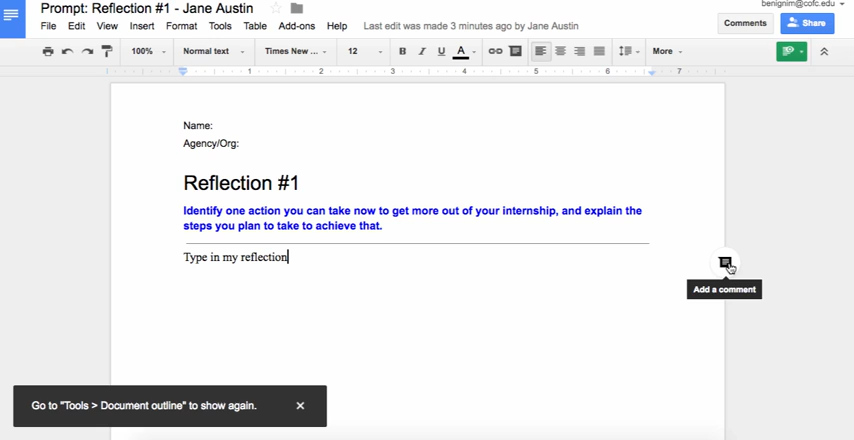 Prompt: Reflection #1 - Jane Austin
benignim@cofc.edu
File Edit View Insert Format Tools Table Add-ons Help Last edit was made 3 minutes ago by Jane Austin
Comments Share
100% Normal text Times New ... 12 B I U A More
1 2 3 4 5 6 7
Name:
Agency/Org:
Reflection #1
Identify one action you can take now to get more out of your internship, and explain the
steps you plan to take to achieve that.
Type in my reflection
Add a comment
Go to "Tools > Document outline" to show again.